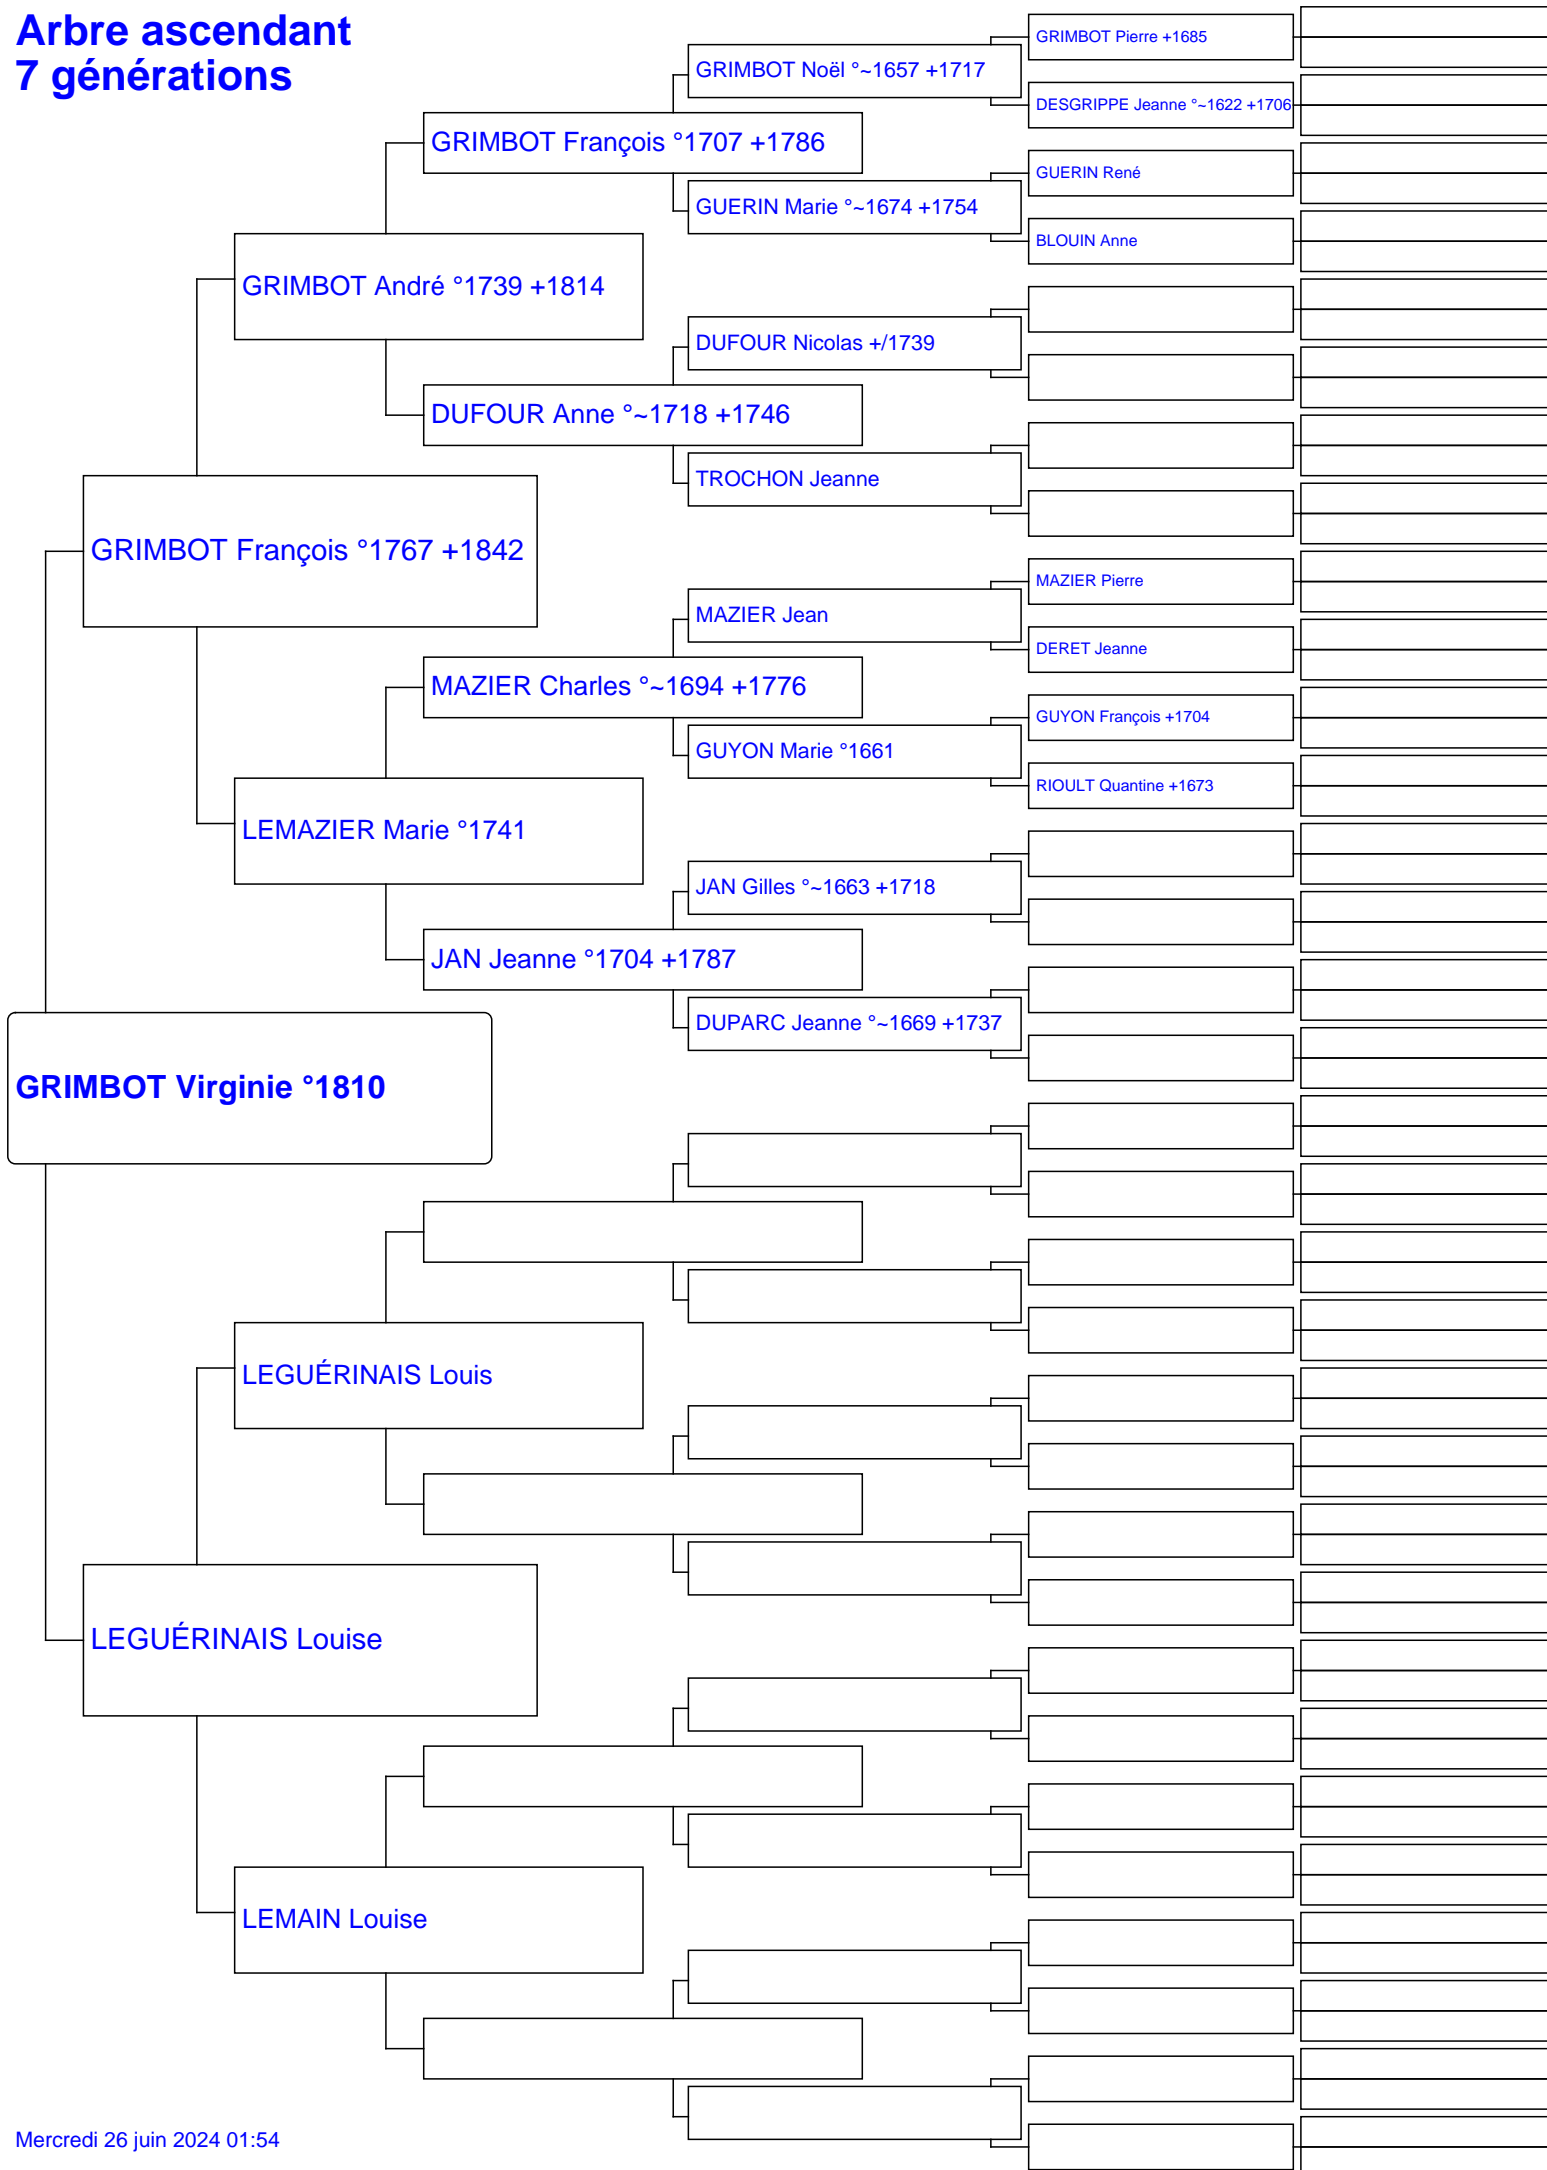 Arbre ascendant
7 générations
GRIMBOT Pierre +1685
GRIMBOT Noël °~1657 +1717
DESGRIPPE Jeanne °~1622 +1706
GRIMBOT François °1707 +1786
GUERIN René
GUERIN Marie °~1674 +1754
BLOUIN Anne
GRIMBOT André °1739 +1814
DUFOUR Nicolas +/1739
DUFOUR Anne °~1718 +1746
TROCHON Jeanne
GRIMBOT François °1767 +1842
MAZIER Pierre
MAZIER Jean
DERET Jeanne
MAZIER Charles °~1694 +1776
GUYON François +1704
GUYON Marie °1661
RIOULT Quantine +1673
LEMAZIER Marie °1741
JAN Gilles °~1663 +1718
JAN Jeanne °1704 +1787
DUPARC Jeanne °~1669 +1737
GRIMBOT Virginie °1810
LEGUÉRINAIS Louis
LEGUÉRINAIS Louise
LEMAIN Louise
Mercredi 26 juin 2024 01:54